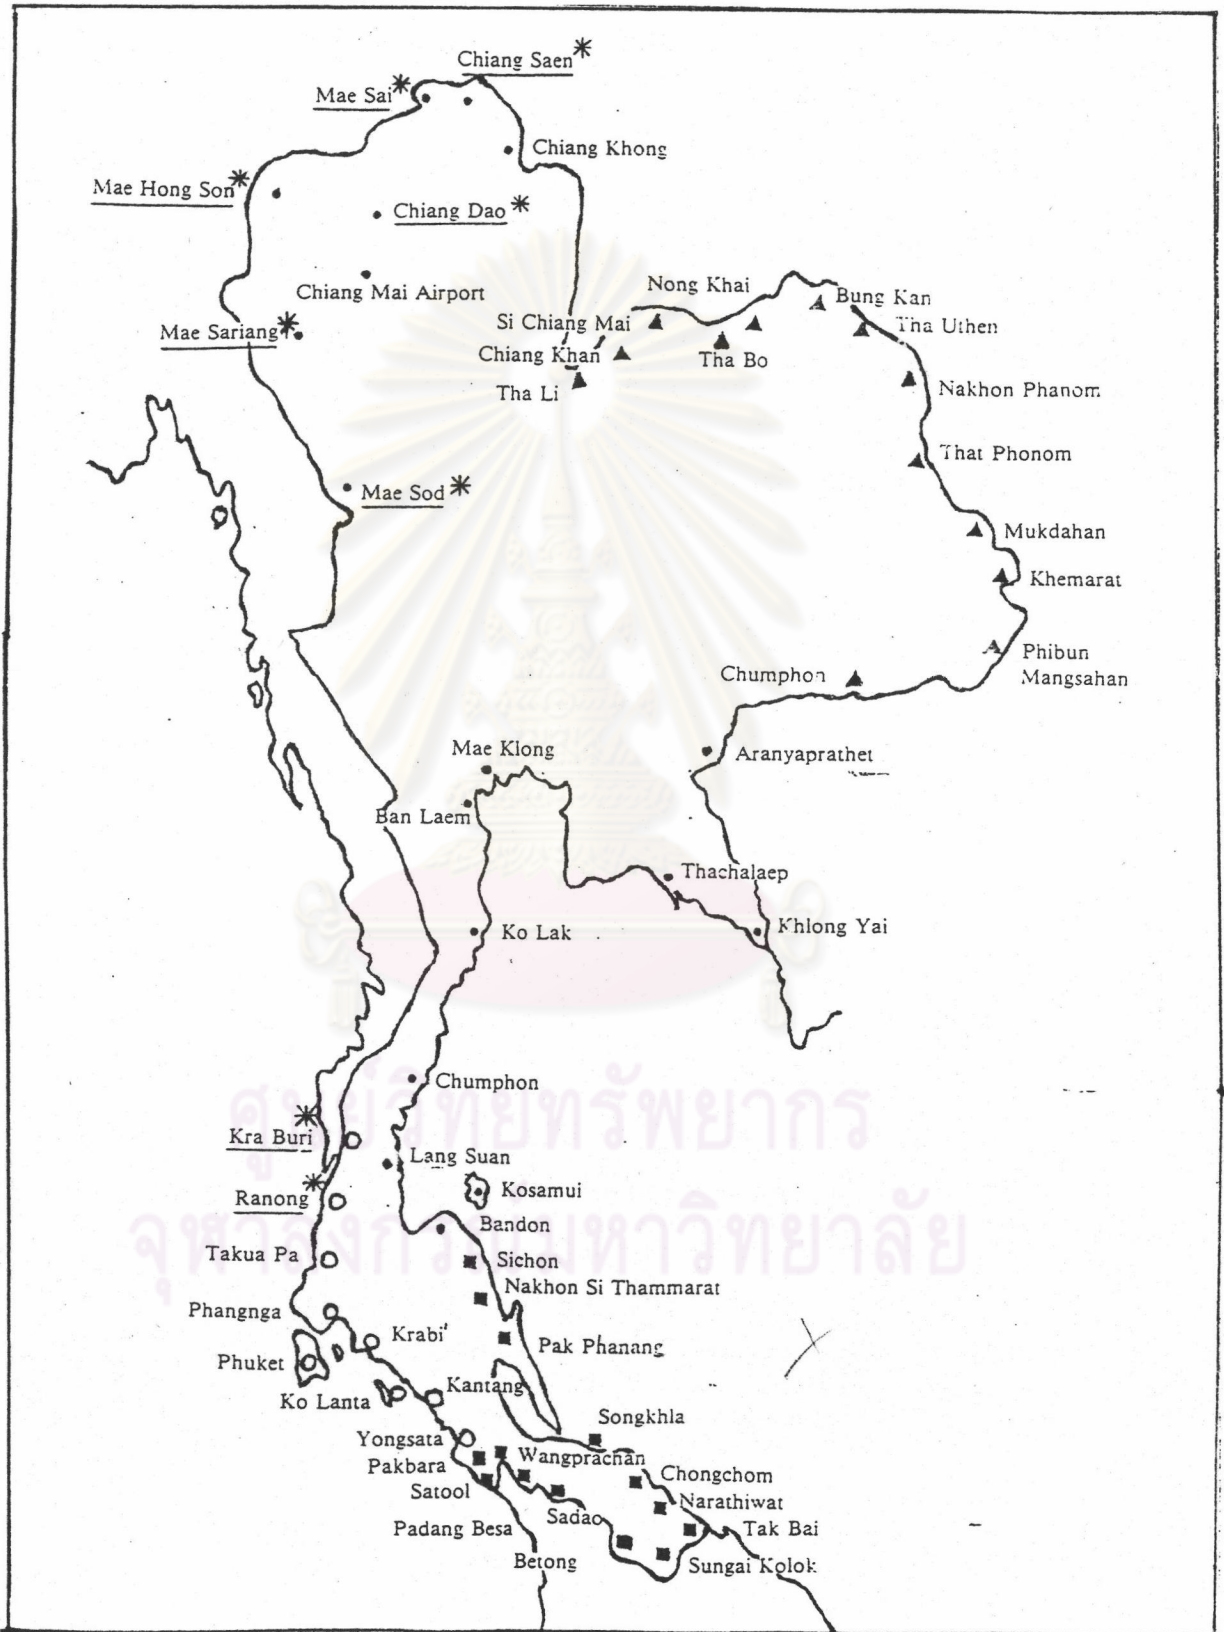 Chiang Saen*
Mae Sai*
Chiang Khong
Mae Hong Son*
Chiang Dao*
Chiang Mai Airport
Nong Khai
Bung Kan
Mae Sariang*
Si Chiang Mai
Tha Uthen
Chiang Khan
Tha Bo
Tha Li
Nakhon Phanom
That Phonom
Mae Sod*
Mukdahan
Khemarat
Phibun
Mangsahan
Chumphon
Mae Klong
Aranyaprathet
Ban Laem
Thachalaep
Ko Lak
Khlong Yai
Chumphon
ศูนย์วิทยทรัพยากร
Kra Buri*
Lang Suan
Ranong*
Kosamui
Bandon
จุฬาลงกรณ์มหาวิทยาลัย
Takua Pa
Sichon
Nakhon Si Thammarat
Phangnga
Krabi
Pak Phanang
Phuket
Ko Lanta
Kantang
Songkhla
Yongsata
Wangprachan
Pakbara
Chongchom
Satool
Narathiwat
Sadao
Padang Besa
Tak Bai
Betong
Sungai Kolok